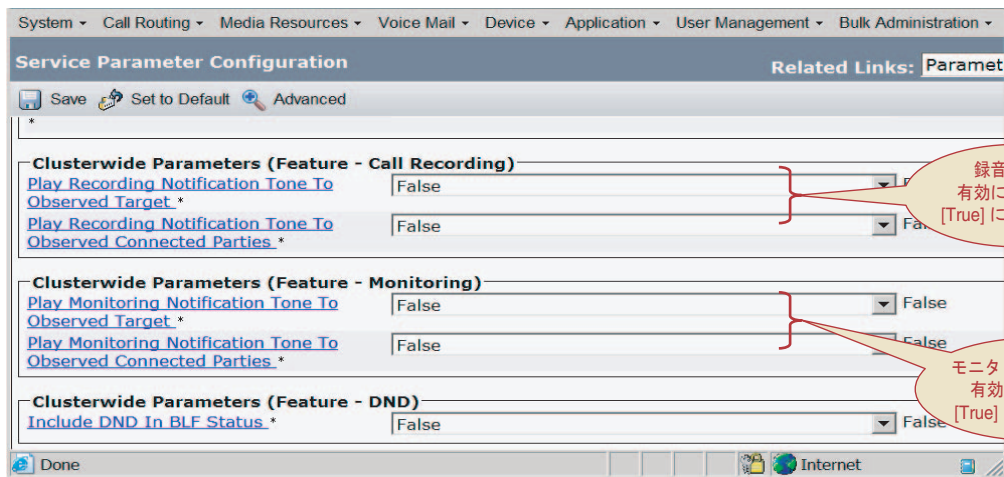 System Call Routing Media Resources Voice Mail Device Application User Management Bulk Administration
Service Parameter Configuration
Related Links: Paramet
Save Set to Default Advanced
*
Clusterwide Parameters (Feature - Call Recording)
Play Recording Notification Tone To
Observed Target *
False
Play Recording Notification Tone To
Observed Connected Parties *
False
録音
有効に
[True] に
Clusterwide Parameters (Feature - Monitoring)
Play Monitoring Notification Tone To
Observed Target *
False
False
Play Monitoring Notification Tone To
Observed Connected Parties *
False
False
モニタ
有効
[True]
Clusterwide Parameters (Feature - DND)
Include DND In BLF Status *
False
False
Done
Internet